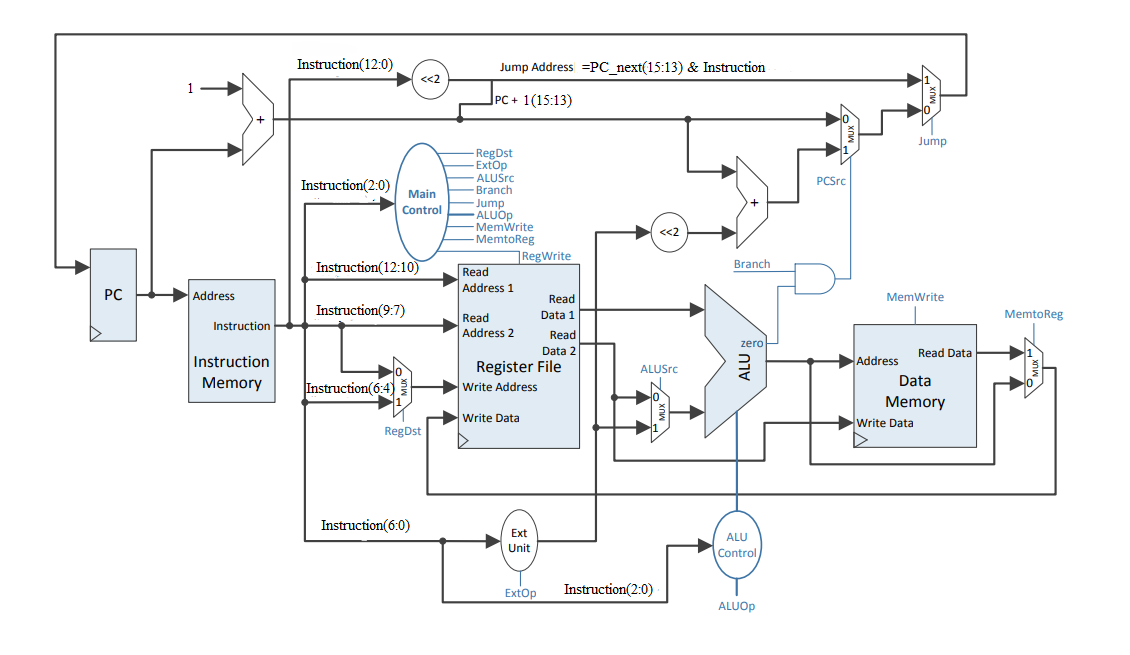 Instruction(12:0)
<<2
Jump Address =PC_next(15:13) & Instruction
1
MUX
0
Jump
1
PC + 1(15:13)
+
0
MUX
1
PCSrc
Instruction(2:0)
Main
Control
RegDst
ExtOp
ALUSrc
Branch
Jump
ALUOp
MemWrite
MemtoReg
RegWrite
+
<<2
Branch
PC
Address
Instruction
Instruction
Memory
Instruction(12:10)
Instruction(9:7)
Instruction(6:4)
0
MUX
1
RegDst
Read
Address 1
Read
Address 2
Write Address
Write Data
Read
Data 1
Read
Data 2
Register File
ALUSrc
0
MUX
1
zero
ALU
MemWrite
Address
Read Data
Data
Memory
Write Data
MemtoReg
1
MUX
0
Instruction(6:0)
Ext
Unit
ExtOp
Instruction(2:0)
ALU
Control
ALUOp